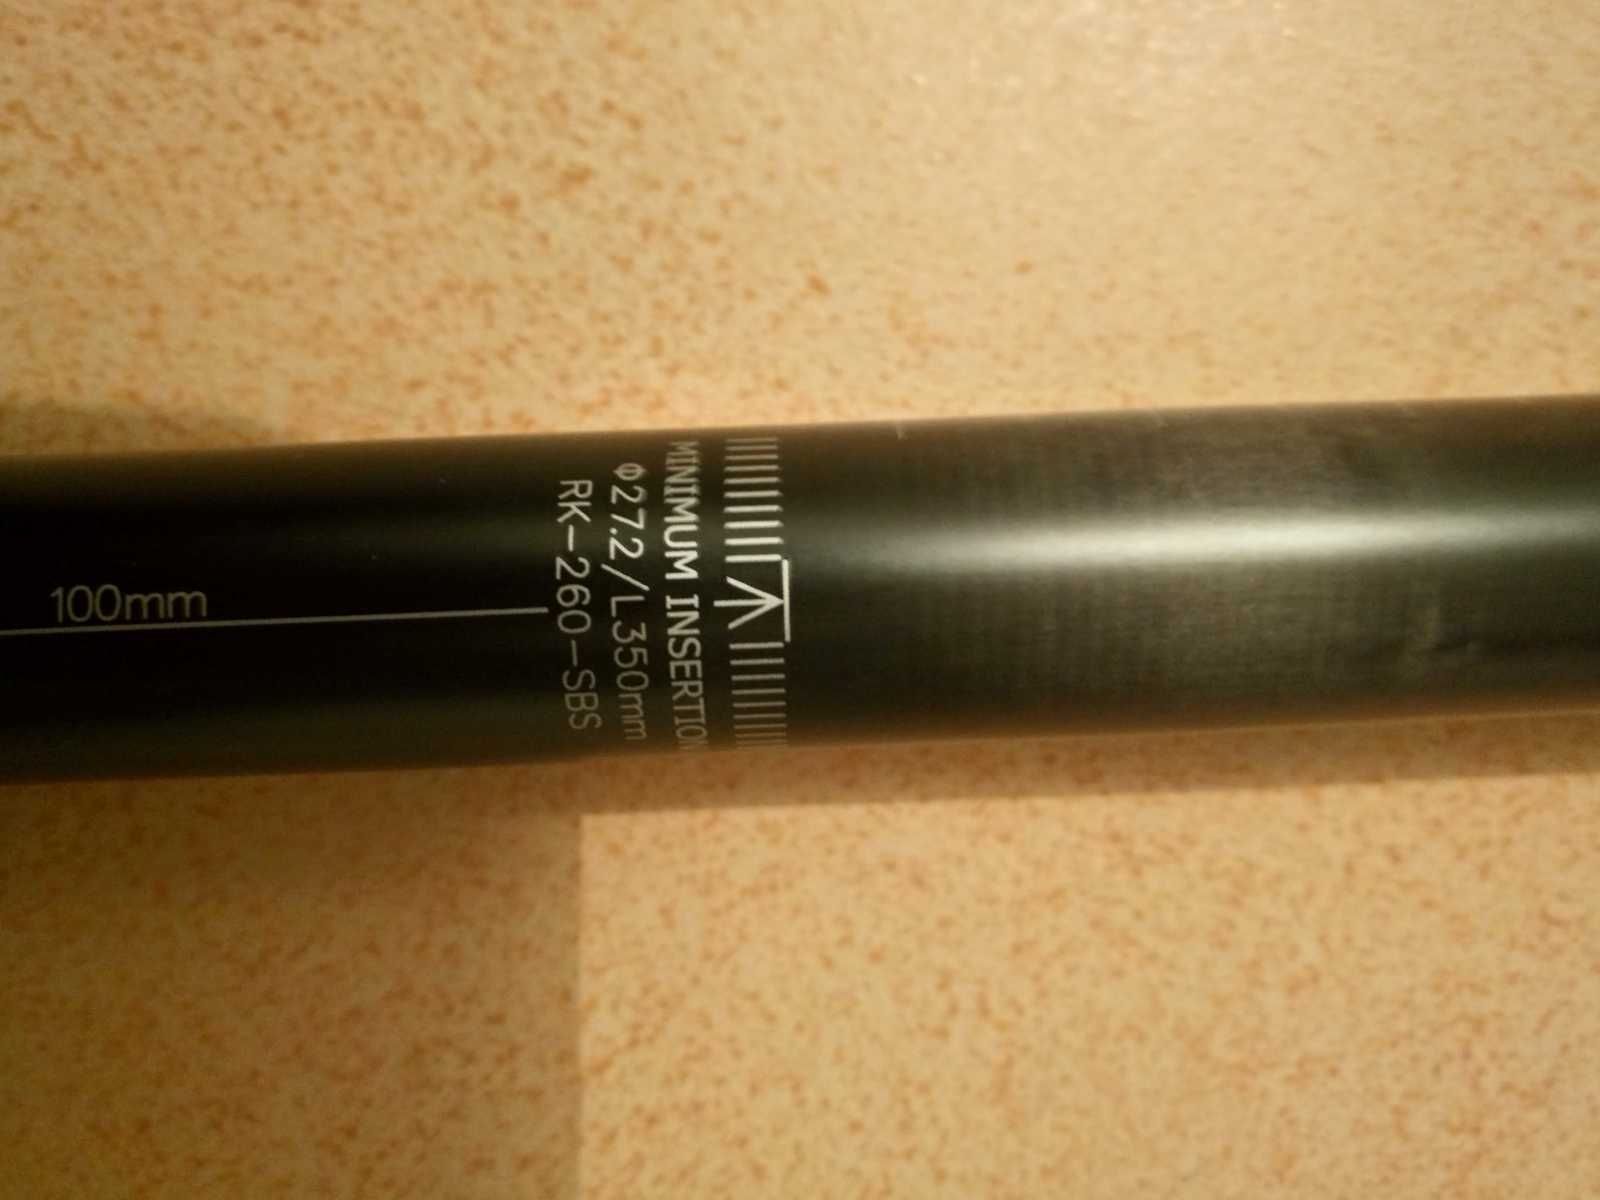 MINIMUM INSERTION
Φ27.2/L350mm
RK-260-SBS
100mm